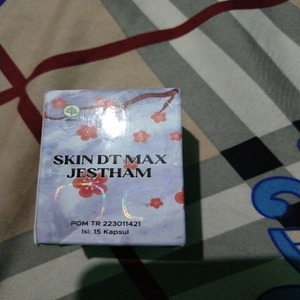 SKIN DT MAX
JESTHAM
POM TR 223011421
Isi: 15 Kapsul